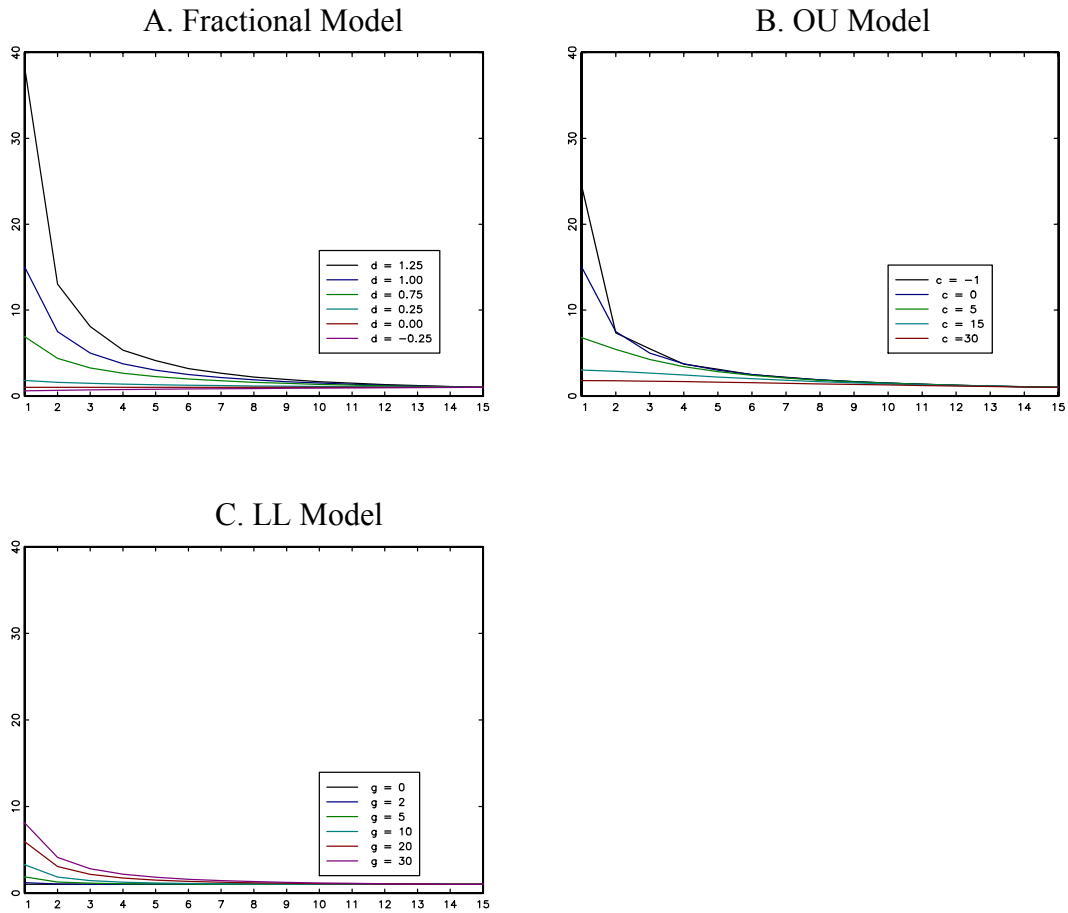 A. Fractional Model
40
30
20
10
0
d = 1.25
d = 1.00
d = 0.75
d = 0.25
d = 0.00
d = −0.25
1 2 3 4 5 6 7 8 9 10 11 12 13 14 15
B. OU Model
40
30
20
10
0
c = −1
c = 0
c = 5
c = 15
c =30
1 2 3 4 5 6 7 8 9 10 11 12 13 14 15
C. LL Model
40
30
20
10
0
g = 0
g = 2
g = 5
g = 10
g = 20
g = 30
1 2 3 4 5 6 7 8 9 10 11 12 13 14 15